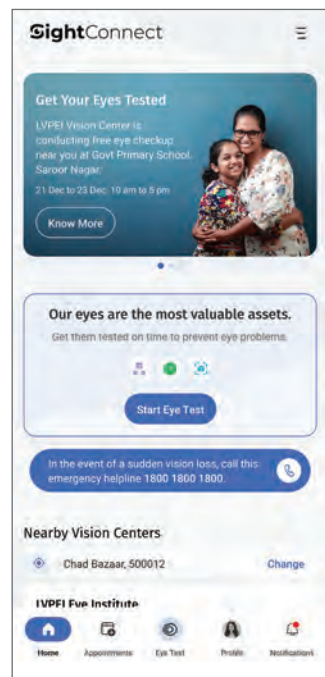 SightConnect
Get Your Eyes Tested
LVPEI Vision Center is
conducting free eye checkup
near you at Govt Primary School,
Saroor Nagar.
21 Dec to 23 Dec, 10 am to 5 pm
Know More
Our eyes are the most valuable assets.
Get them tested on time to prevent eye problems.
Start Eye Test
In the event of a sudden vision loss, call this
emergency helpline 1800 1800 1800.
Nearby Vision Centers
Chad Bazaar, 500012 Change
LVPEI Eye Institute
Home Appointments Eye Test Profile Notifications